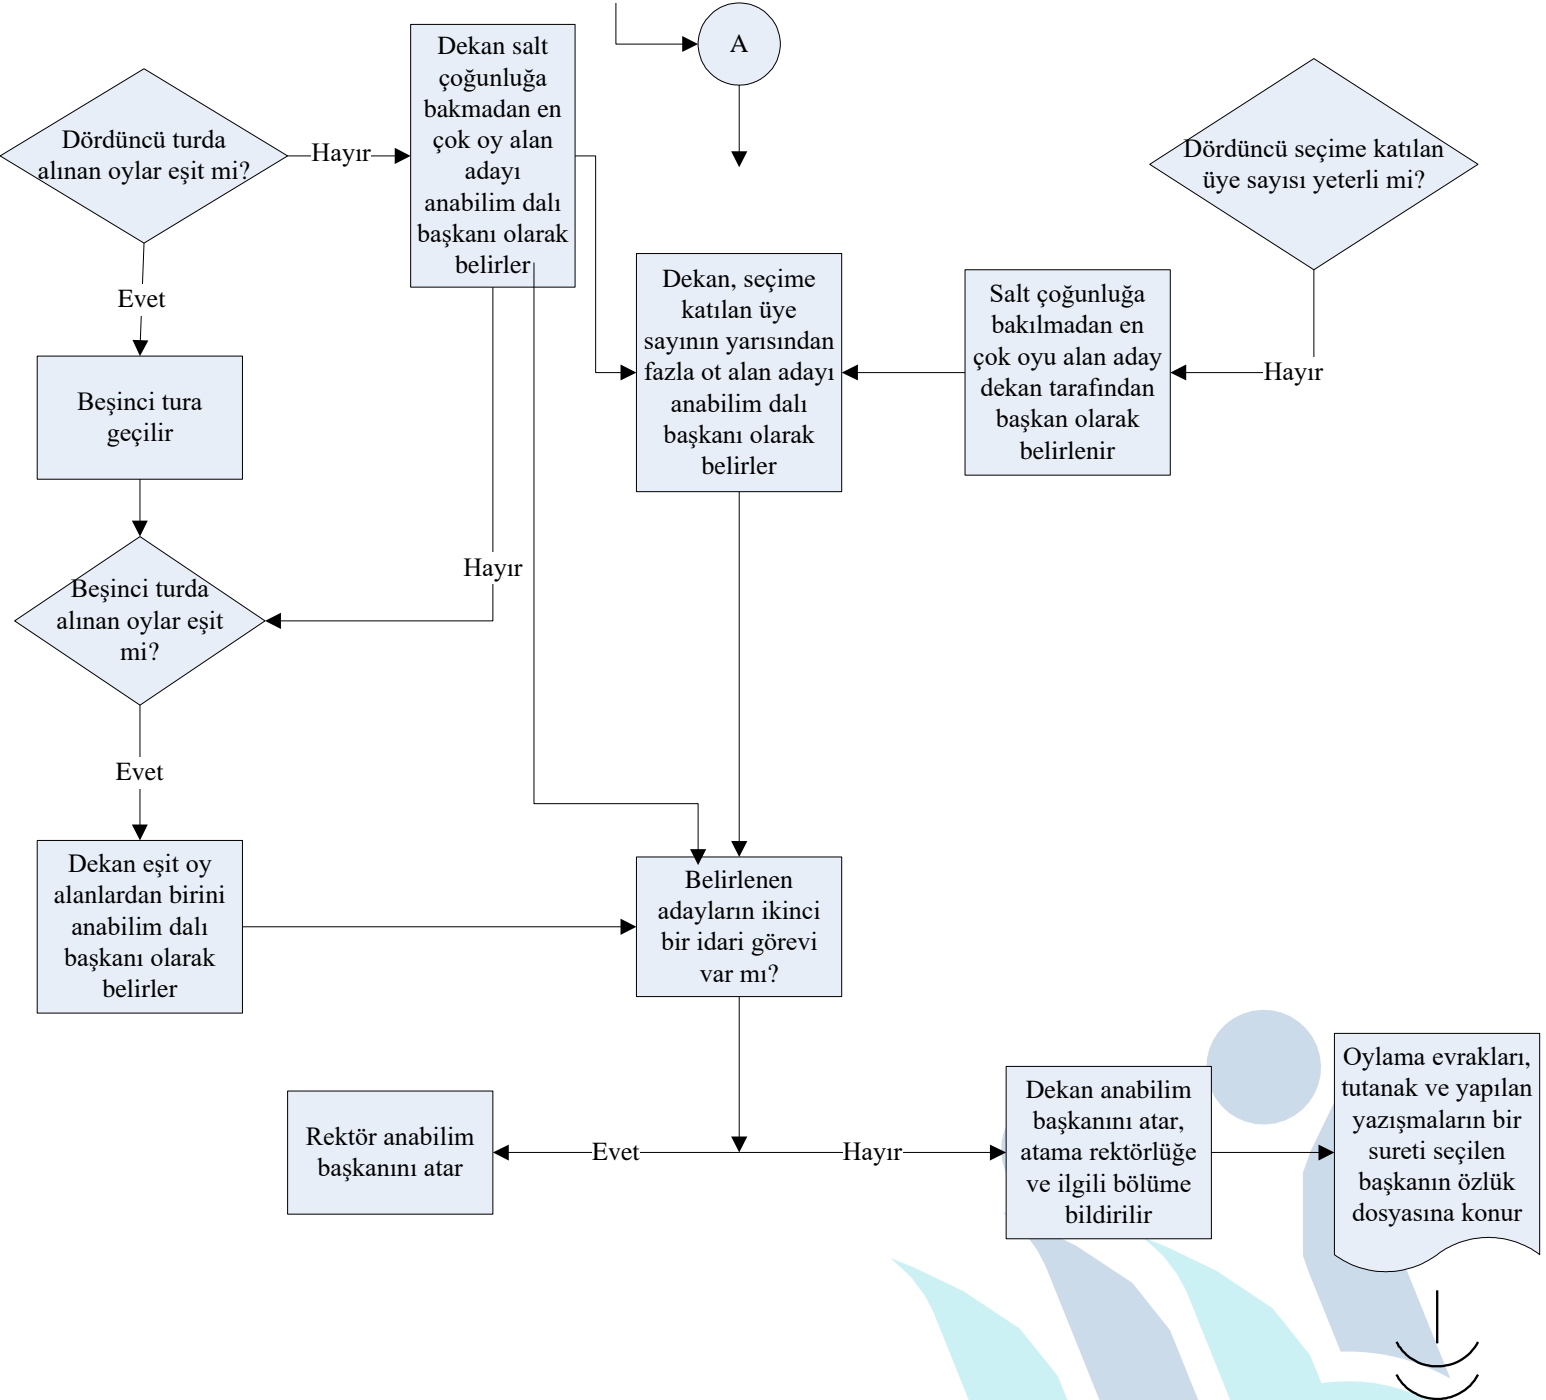 A
Dekan salt
çoğunluğa
bakmadan en
çok oy alan
adayı
anabilim dalı
başkanı olarak
belirler
Dördüncü turda
alınan oylar eşit mi?
Hayır
Dördüncü seçime katılan
üye sayısı yeterli mi?
Evet
Dekan, seçime
katılan üye
sayının yarısından
fazla ot alan adayı
anabilim dalı
başkanı olarak
belirler
Salt çoğunluğa
bakılmadan en
çok oyu alan aday
dekan tarafından
başkan olarak
belirlenir
Hayır
Beşinci tura
geçilir
Hayır
Beşinci turda
alınan oylar eşit
mi?
Evet
Dekan eşit oy
alanlardan birini
anabilim dalı
başkanı olarak
belirler
Belirlenen
adayların ikinci
bir idari görevi
var mı?
Rektör anabilim
başkanını atar
Evet
Hayır
Dekan anabilim
başkanını atar,
atama rektörlüğe
ve ilgili bölüme
bildirilir
Oylama evrakları,
tutanak ve yapılan
yazışmaların bir
sureti seçilen
başkanın özlük
dosyasına konur